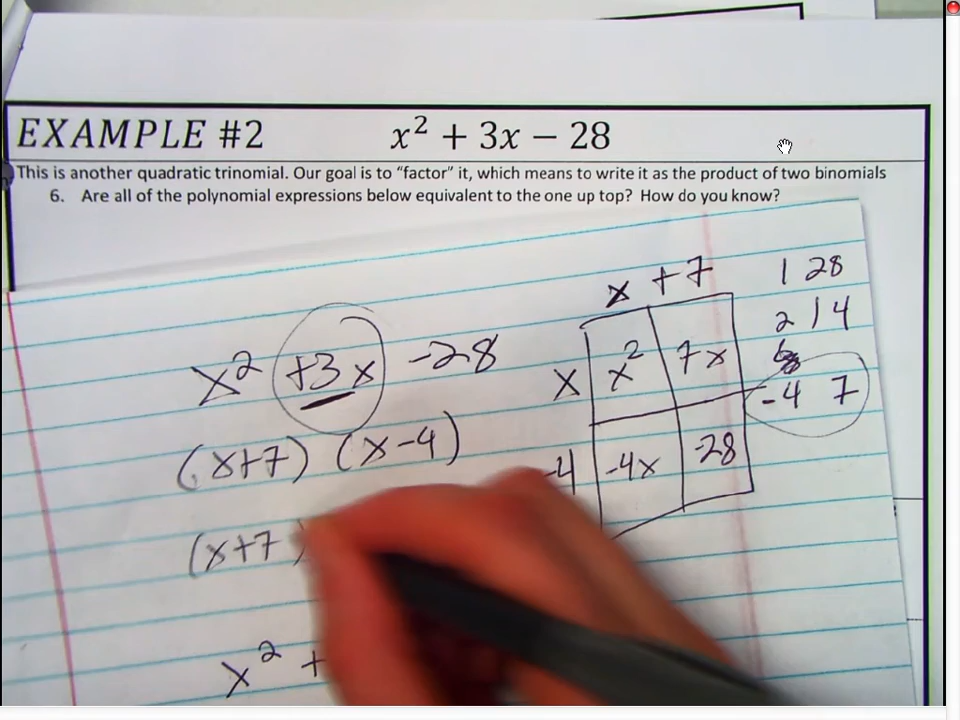 EXAMPLE #2 x² + 3x − 28
This is another quadratic trinomial. Our goal is to “factor” it, which means to write it as the product of two binomials
6. Are all of the polynomial expressions below equivalent to the one up top? How do you know?
x² +3x -28
(x+7) (x-4)
(x+7)
x² +
x +7
x x² 7x
-4 -4x -28
1 28
2 14
-4 7